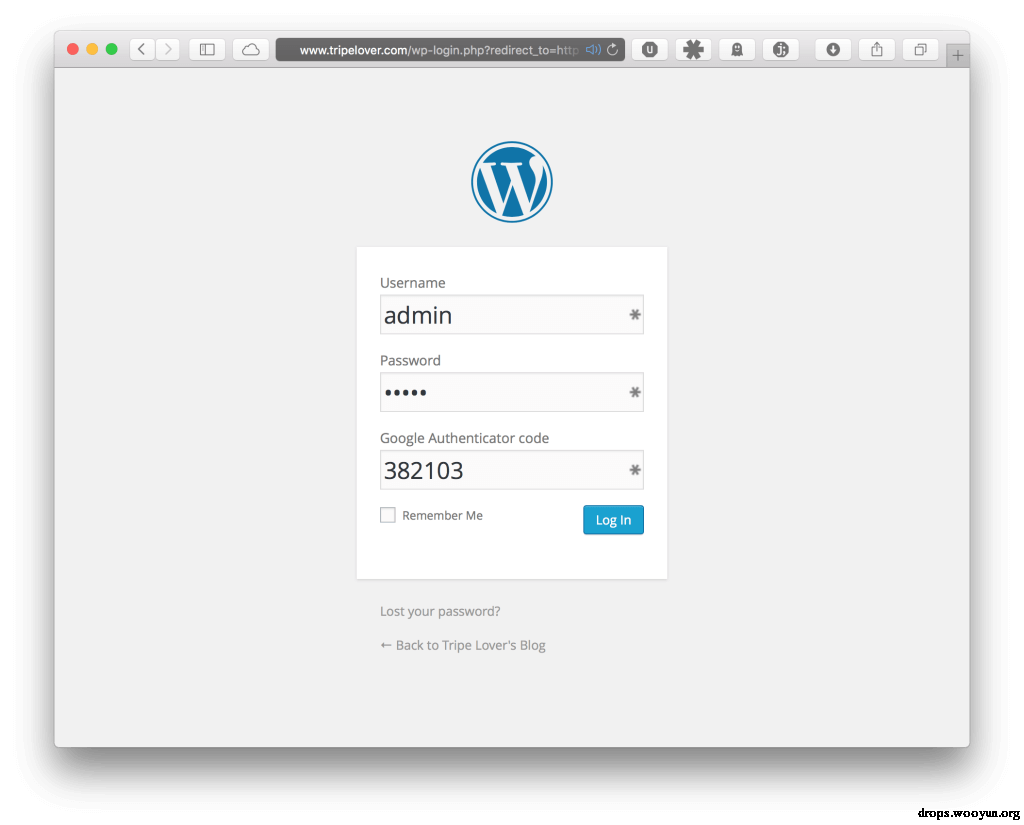 www.tripelover.com/wp-login.php?redirect_to=http
Username
admin
Password
•••••
Google Authenticator code
382103
Remember Me
Log In
Lost your password?
← Back to Tripe Lover's Blog
drops.wooyun.org